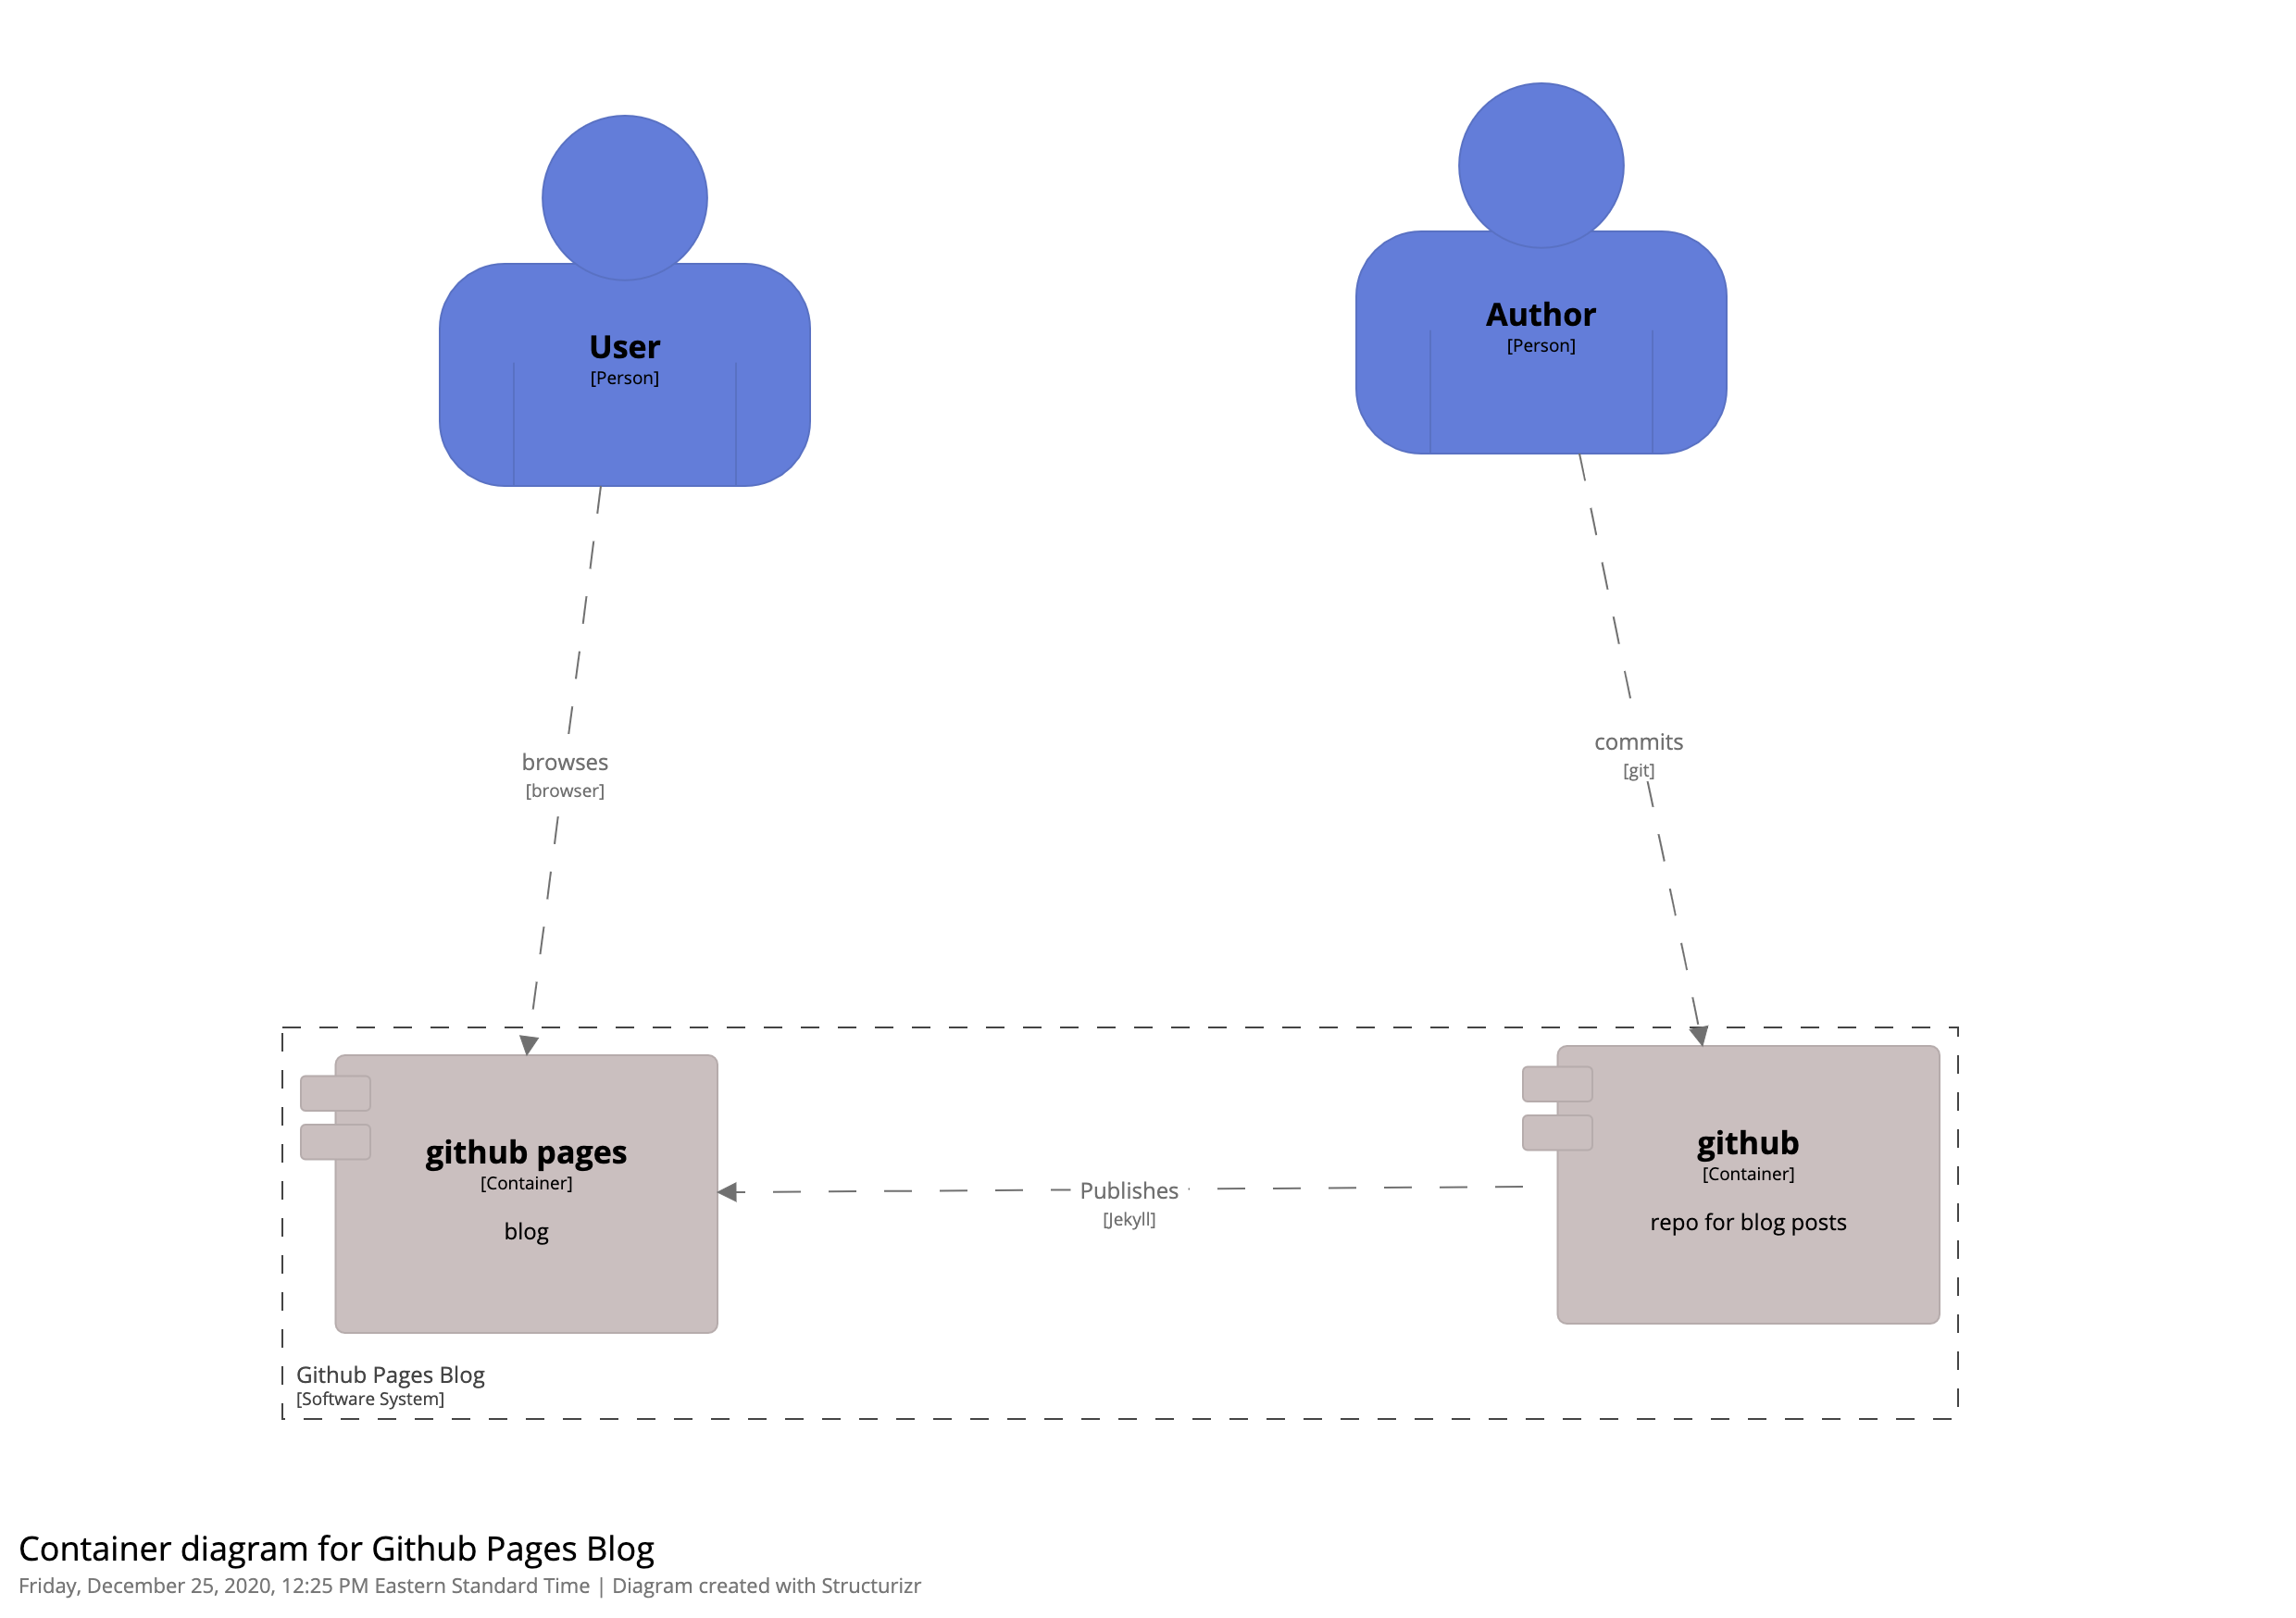 User
[Person]
Author
[Person]
browses
[browser]
commits
[git]
github pages
[Container]
blog
Publishes
[Jekyll]
github
[Container]
repo for blog posts
Github Pages Blog
[Software System]
Container diagram for Github Pages Blog
Friday, December 25, 2020, 12:25 PM Eastern Standard Time | Diagram created with Structurizr